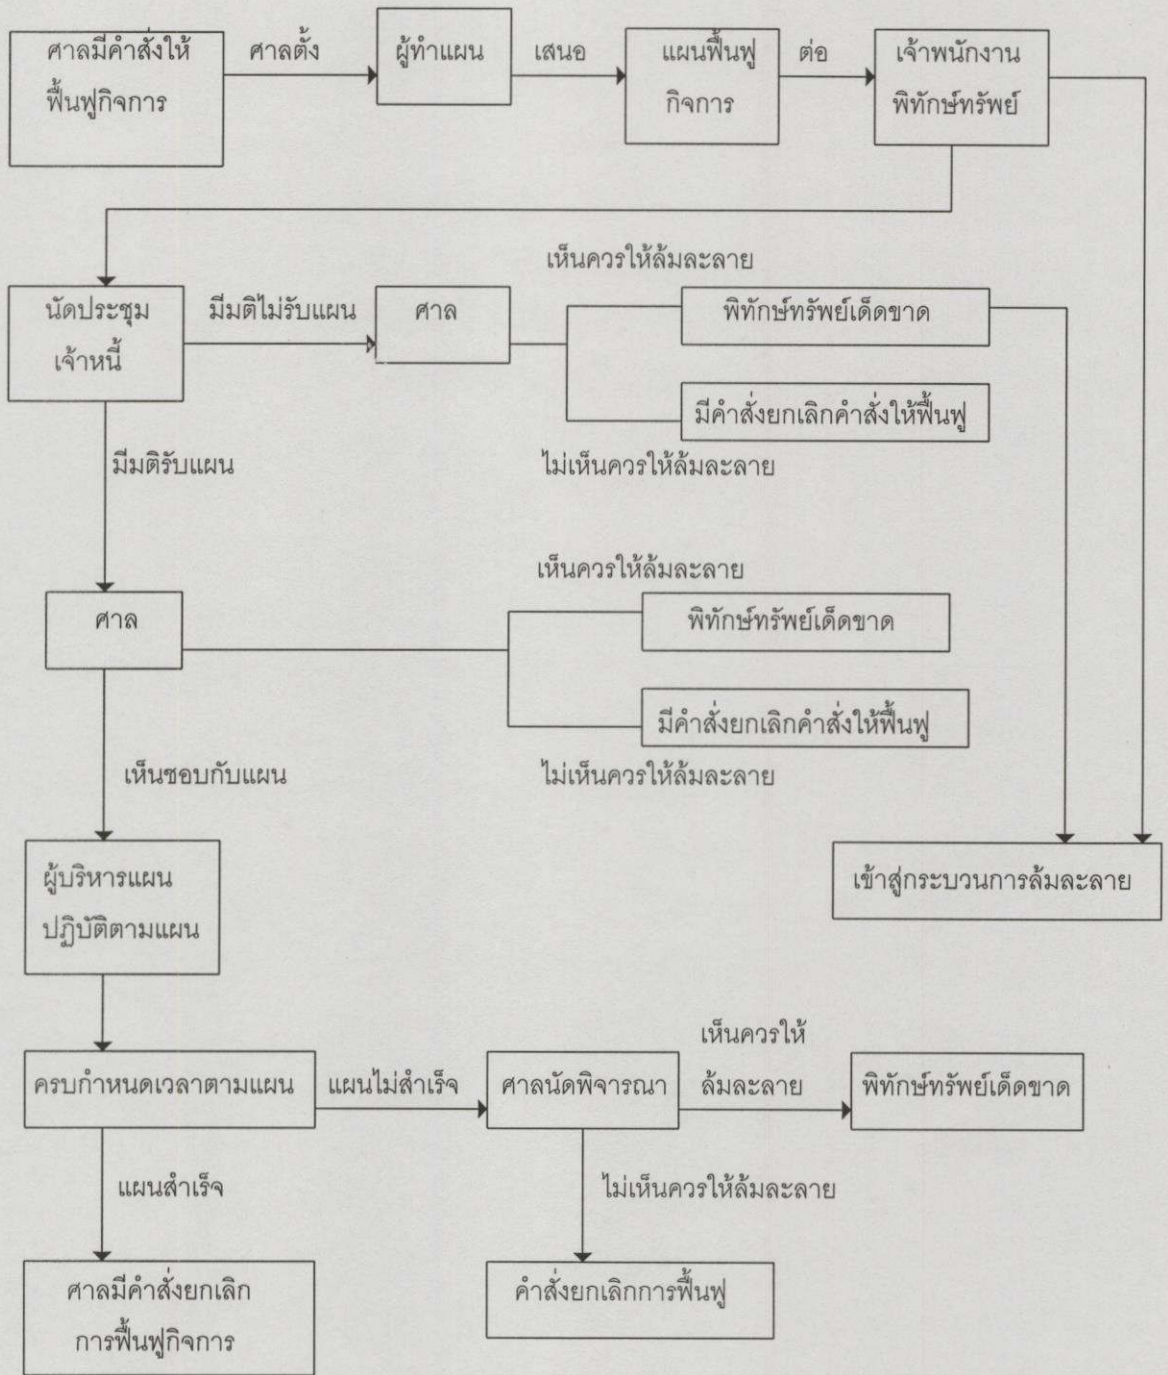 ศาลมีคำสั่งให้
ฟื้นฟูกิจการ
ศาลตั้ง
ผู้ทำแผน
เสนอ
แผนฟื้นฟู
กิจการ
ต่อ
เจ้าพนักงาน
พิทักษ์ทรัพย์
นัดประชุม
เจ้าหนี้
มีมติไม่รับแผน
ศาล
เห็นควรให้ล้มละลาย
พิทักษ์ทรัพย์เด็ดขาด
มีคำสั่งยกเลิกคำสั่งให้ฟื้นฟู
ไม่เห็นควรให้ล้มละลาย
มีมติรับแผน
ศาล
เห็นควรให้ล้มละลาย
พิทักษ์ทรัพย์เด็ดขาด
มีคำสั่งยกเลิกคำสั่งให้ฟื้นฟู
ไม่เห็นควรให้ล้มละลาย
เห็นชอบกับแผน
ผู้บริหารแผน
ปฏิบัติตามแผน
เข้าสู่กระบวนการล้มละลาย
ครบกำหนดเวลาตามแผน
แผนไม่สำเร็จ
ศาลนัดพิจารณา
เห็นควรให้
ล้มละลาย
พิทักษ์ทรัพย์เด็ดขาด
แผนสำเร็จ
ไม่เห็นควรให้ล้มละลาย
ศาลมีคำสั่งยกเลิก
การฟื้นฟูกิจการ
คำสั่งยกเลิกการฟื้นฟู